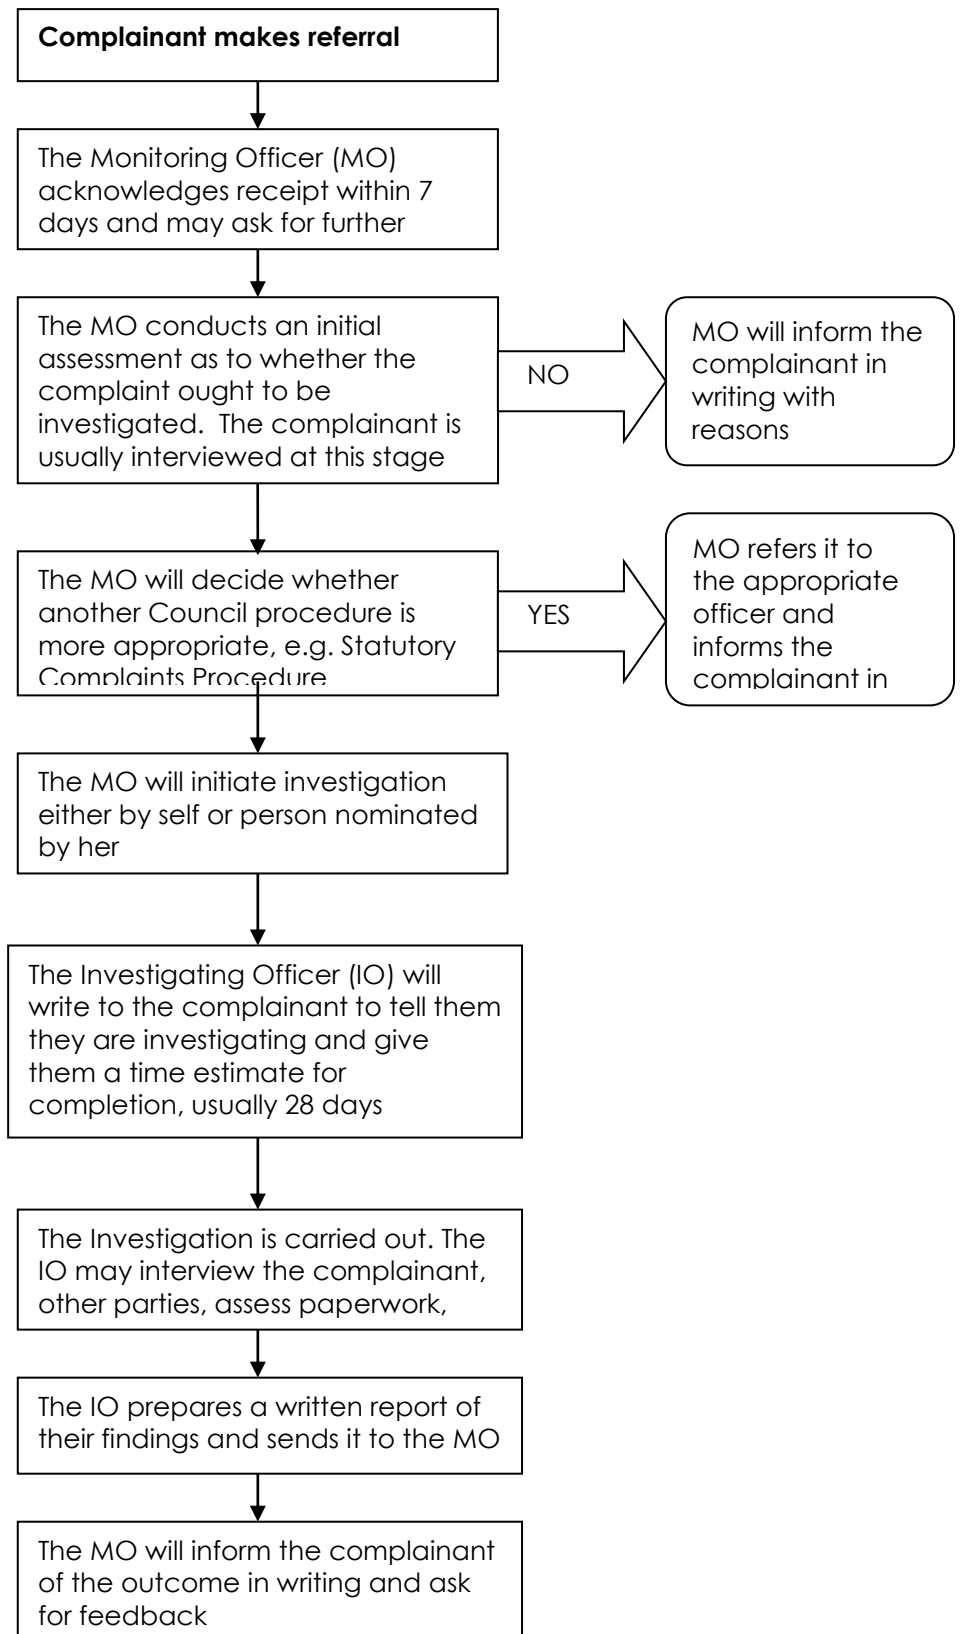 Complainant makes referral
The Monitoring Officer (MO)
acknowledges receipt within 7
days and may ask for further
The MO conducts an initial
assessment as to whether the
complaint ought to be
investigated.  The complainant is
usually interviewed at this stage
NO
MO will inform the
complainant in
writing with
reasons
The MO will decide whether
another Council procedure is
more appropriate, e.g. Statutory
Complaints Procedure
YES
MO refers it to
the appropriate
officer and
informs the
complainant in
The MO will initiate investigation
either by self or person nominated
by her
The Investigating Officer (IO) will
write to the complainant to tell them
they are investigating and give
them a time estimate for
completion, usually 28 days
The Investigation is carried out. The
IO may interview the complainant,
other parties, assess paperwork,
The IO prepares a written report of
their findings and sends it to the MO
The MO will inform the complainant
of the outcome in writing and ask
for feedback